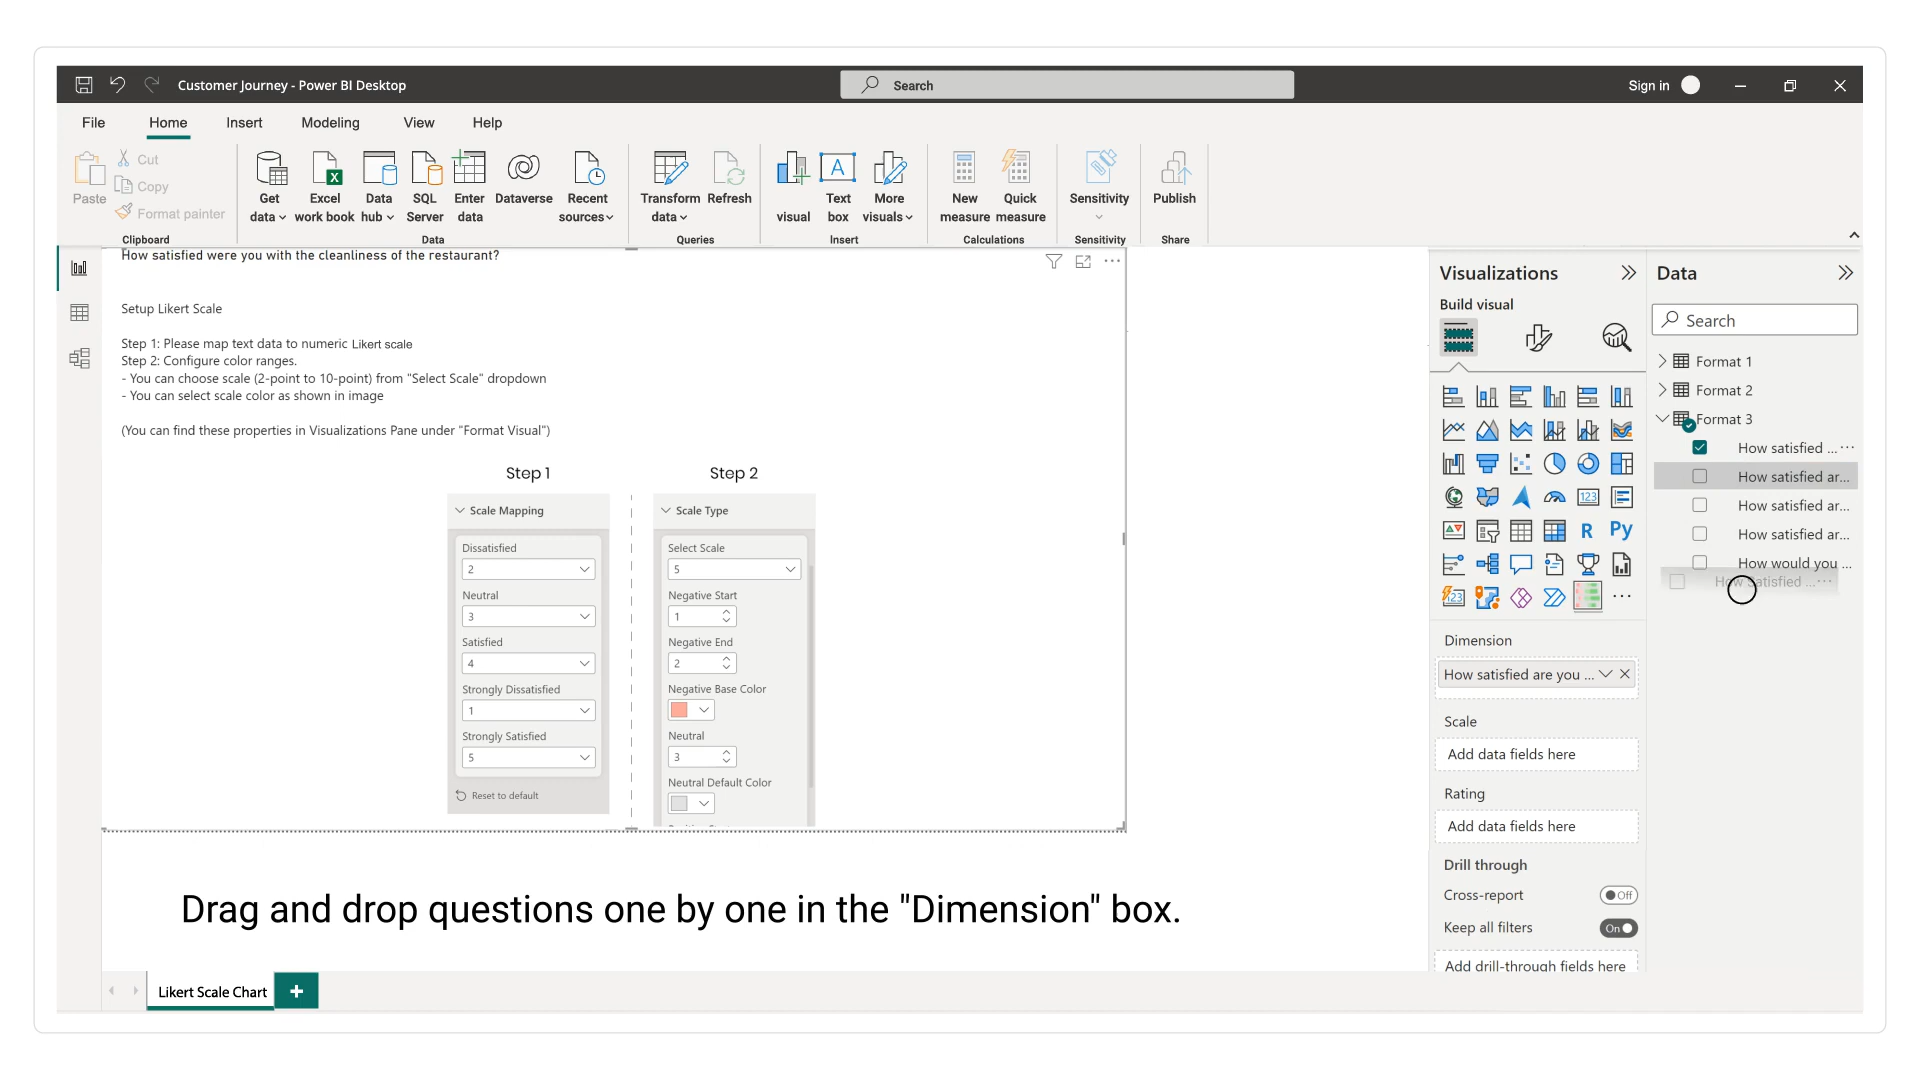 Customer Journey - Power BI Desktop
Search
Sign in
File
Home
Insert
Modeling
View
Help
Paste
Cut
Copy
Format painter
Clipboard
Get
data
Excel
work book
Data
hub
SQL
Server
Enter
data
Dataverse
Recent
sources
Data
Transform
data
Refresh
Queries
visual
Text
box
More
visuals
Insert
New
measure
Quick
measure
Calculations
Sensitivity
Sensitivity
Publish
Share
How satisfied were you with the cleanliness of the restaurant?
Setup Likert Scale
Step 1: Please map text data to numeric Likert scale
Step 2: Configure color ranges.
- You can choose scale (2-point to 10-point) from "Select Scale" dropdown
- You can select scale color as shown in image
(You can find these properties in Visualizations Pane under "Format Visual")
Step 1
Scale Mapping
Dissatisfied
2
Neutral
3
Satisfied
4
Strongly Dissatisfied
1
Strongly Satisfied
5
Reset to default
Step 2
Scale Type
Select Scale
5
Negative Start
1
Negative End
2
Negative Base Color
Neutral
3
Neutral Default Color
Drag and drop questions one by one in the "Dimension" box.
Likert Scale Chart
+
Visualizations
Build visual
123
R
Py
123
Dimension
How satisfied are you ...
Scale
Add data fields here
Rating
Add data fields here
Drill through
Cross-report
Off
Keep all filters
On
Add drill-through fields here
Data
Search
Format 1
Format 2
Format 3
How satisfied ...
How satisfied ar...
How satisfied ar...
How satisfied ar...
How would you ...
How Satisfied ...